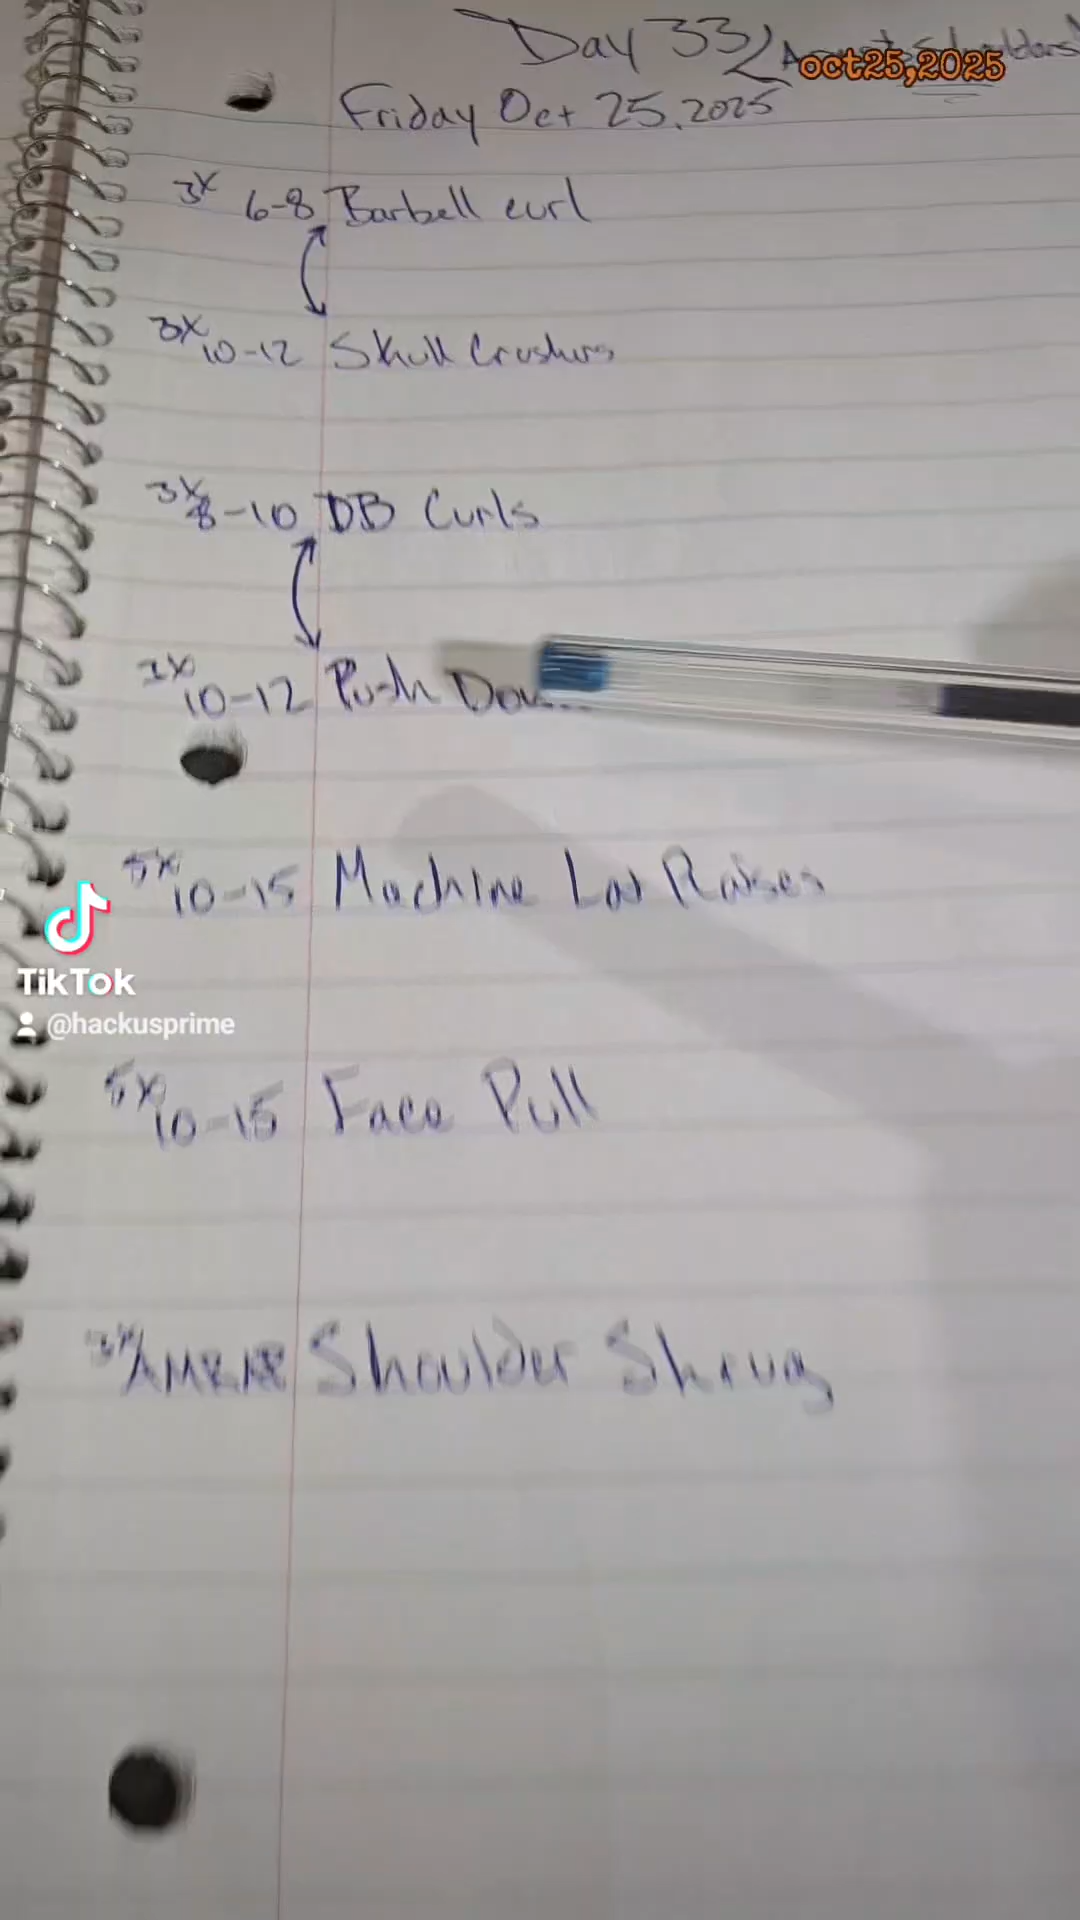 Day 33
oct25,2025
Friday Oct 25, 2025
3x 6-8 Barbell curl
3x 10-12 Skull Crushers
3x 8-10 DB Curls
10-12 Push
5x 10-15 Machine Lat Raises
TikTok
@hackusprime
5x 10-15 Face Pull
3x Shoulder Shrug